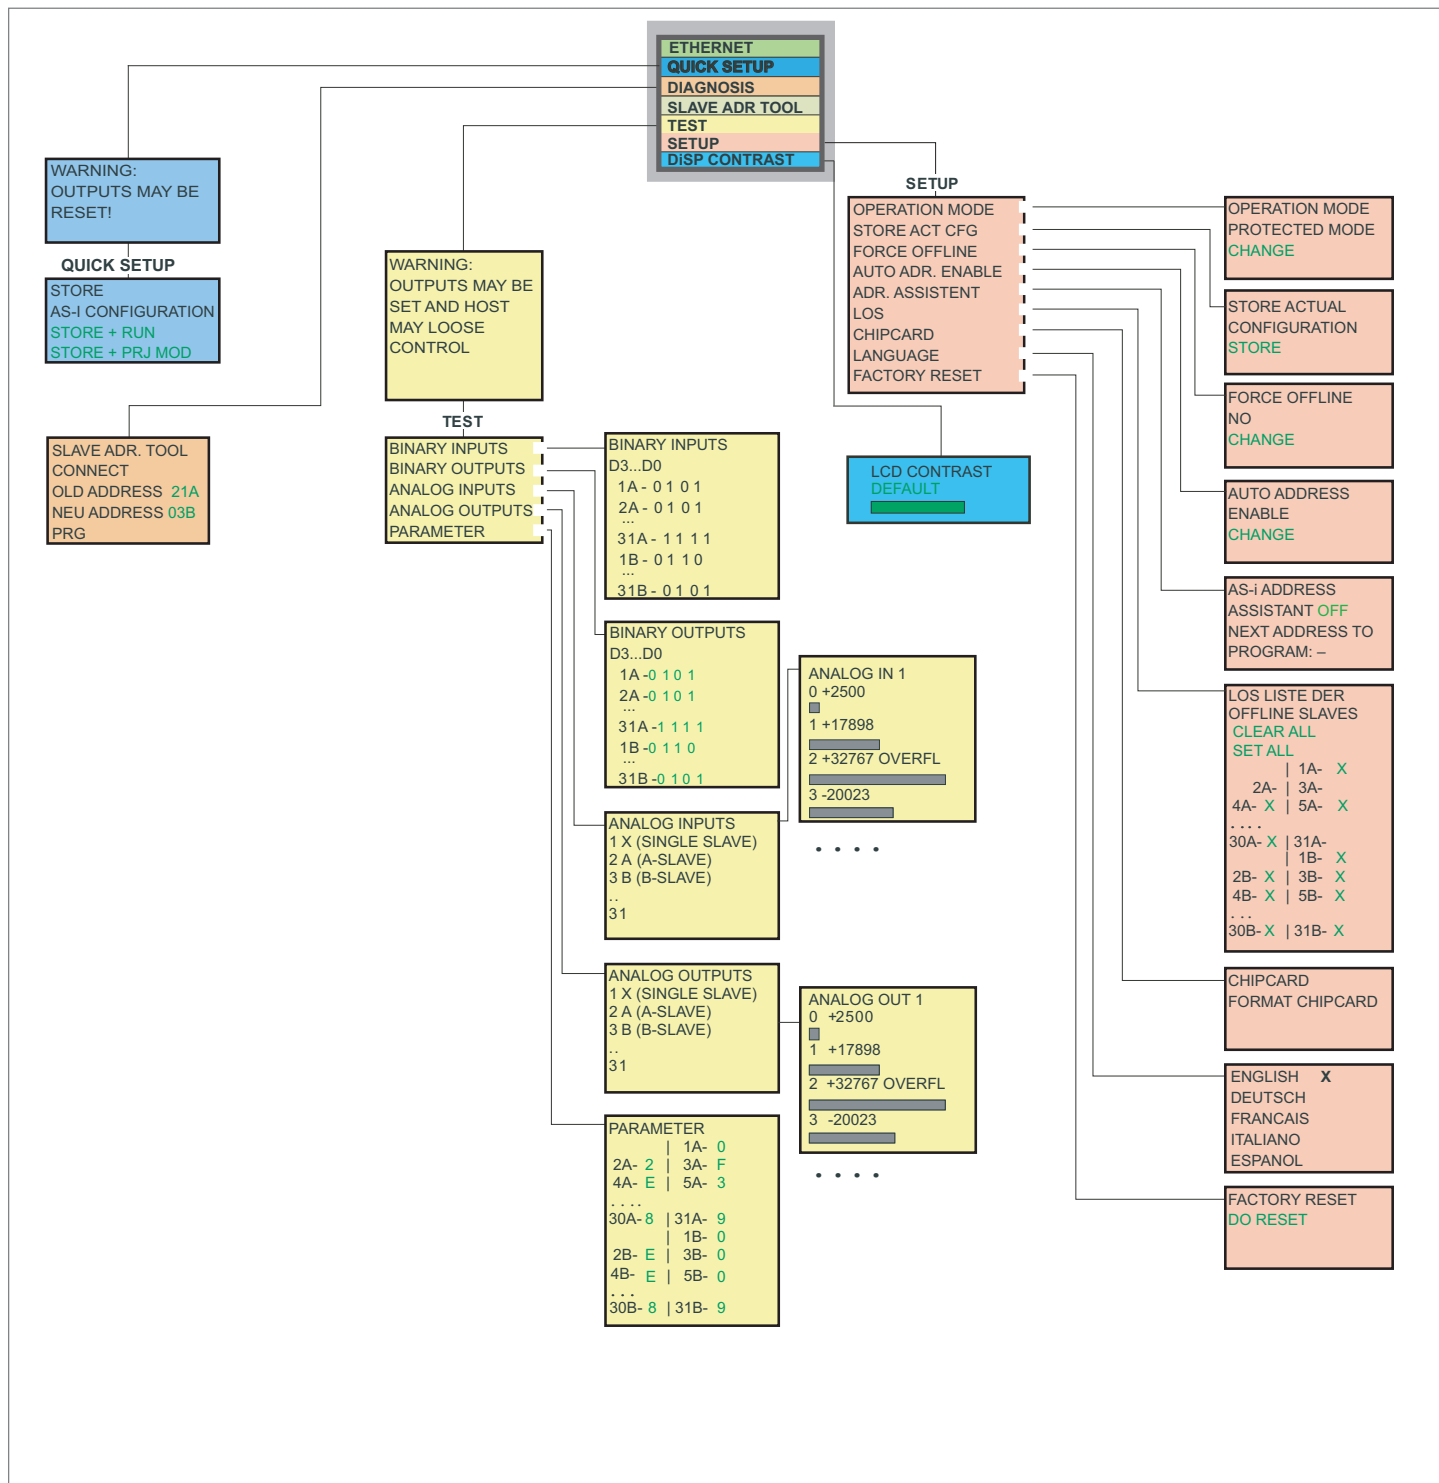 ETHERNET
QUICK SETUP
DIAGNOSIS
SLAVE ADR TOOL
TEST
SETUP
DiSP CONTRAST
WARNING:
OUTPUTS MAY BE
RESET!
QUICK SETUP
STORE
AS-I CONFIGURATION
STORE + RUN
STORE + PRJ MOD
SLAVE ADR. TOOL
CONNECT
OLD ADDRESS 21A
NEU ADDRESS 03B
PRG
WARNING:
OUTPUTS MAY BE
SET AND HOST
MAY LOOSE
CONTROL
TEST
BINARY INPUTS
BINARY OUTPUTS
ANALOG INPUTS
ANALOG OUTPUTS
PARAMETER
BINARY INPUTS
D3...D0
1A - 0 1 0 1
2A - 0 1 0 1
...
31A - 1 1 1 1
1B - 0 1 1 0
...
31B - 0 1 0 1
BINARY OUTPUTS
D3...D0
1A -0 1 0 1
2A -0 1 0 1
...
31A -1 1 1 1
1B -0 1 1 0
...
31B -0 1 0 1
ANALOG INPUTS
1 X (SINGLE SLAVE)
2 A (A-SLAVE)
3 B (B-SLAVE)
..
31
ANALOG OUTPUTS
1 X (SINGLE SLAVE)
2 A (A-SLAVE)
3 B (B-SLAVE)
..
31
PARAMETER
| 1A- 0
2A- 2 | 3A- F
4A- E | 5A- 3
. . . .
30A- 8 | 31A- 9
| 1B- 0
2B- E | 3B- 0
4B- E | 5B- 0
. . .
30B- 8 | 31B- 9
ANALOG IN 1
0 +2500
1 +17898
2 +32767 OVERFL
3 -20023
. . . .
ANALOG OUT 1
0 +2500
1 +17898
2 +32767 OVERFL
3 -20023
. . . .
LCD CONTRAST
DEFAULT
SETUP
OPERATION MODE
STORE ACT CFG
FORCE OFFLINE
AUTO ADR. ENABLE
ADR. ASSISTENT
LOS
CHIPCARD
LANGUAGE
FACTORY RESET
OPERATION MODE
PROTECTED MODE
CHANGE
STORE ACTUAL
CONFIGURATION
STORE
FORCE OFFLINE
NO
CHANGE
AUTO ADDRESS
ENABLE
CHANGE
AS-i ADDRESS
ASSISTANT OFF
NEXT ADDRESS TO
PROGRAM: –
LOS LISTE DER
OFFLINE SLAVES
CLEAR ALL
SET ALL
| 1A- X
2A- | 3A-
4A- X | 5A- X
. . . .
30A- X | 31A-
| 1B- X
2B- X | 3B- X
4B- X | 5B- X
. . .
30B- X | 31B- X
CHIPCARD
FORMAT CHIPCARD
ENGLISH X
DEUTSCH
FRANCAIS
ITALIANO
ESPANOL
FACTORY RESET
DO RESET